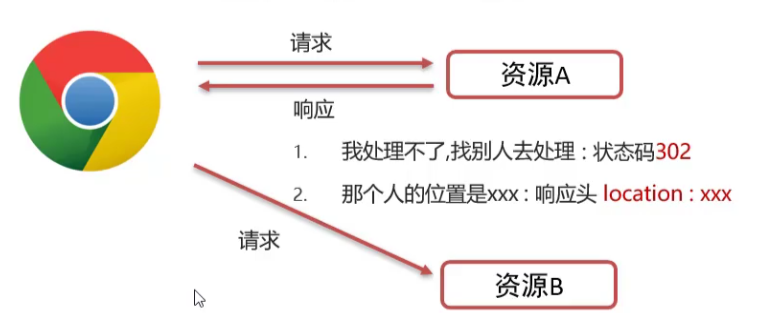 请求
资源A
响应
1. 我处理不了,找别人去处理 : 状态码302
2. 那个人的位置是xxx : 响应头 location : xxx
请求
资源B